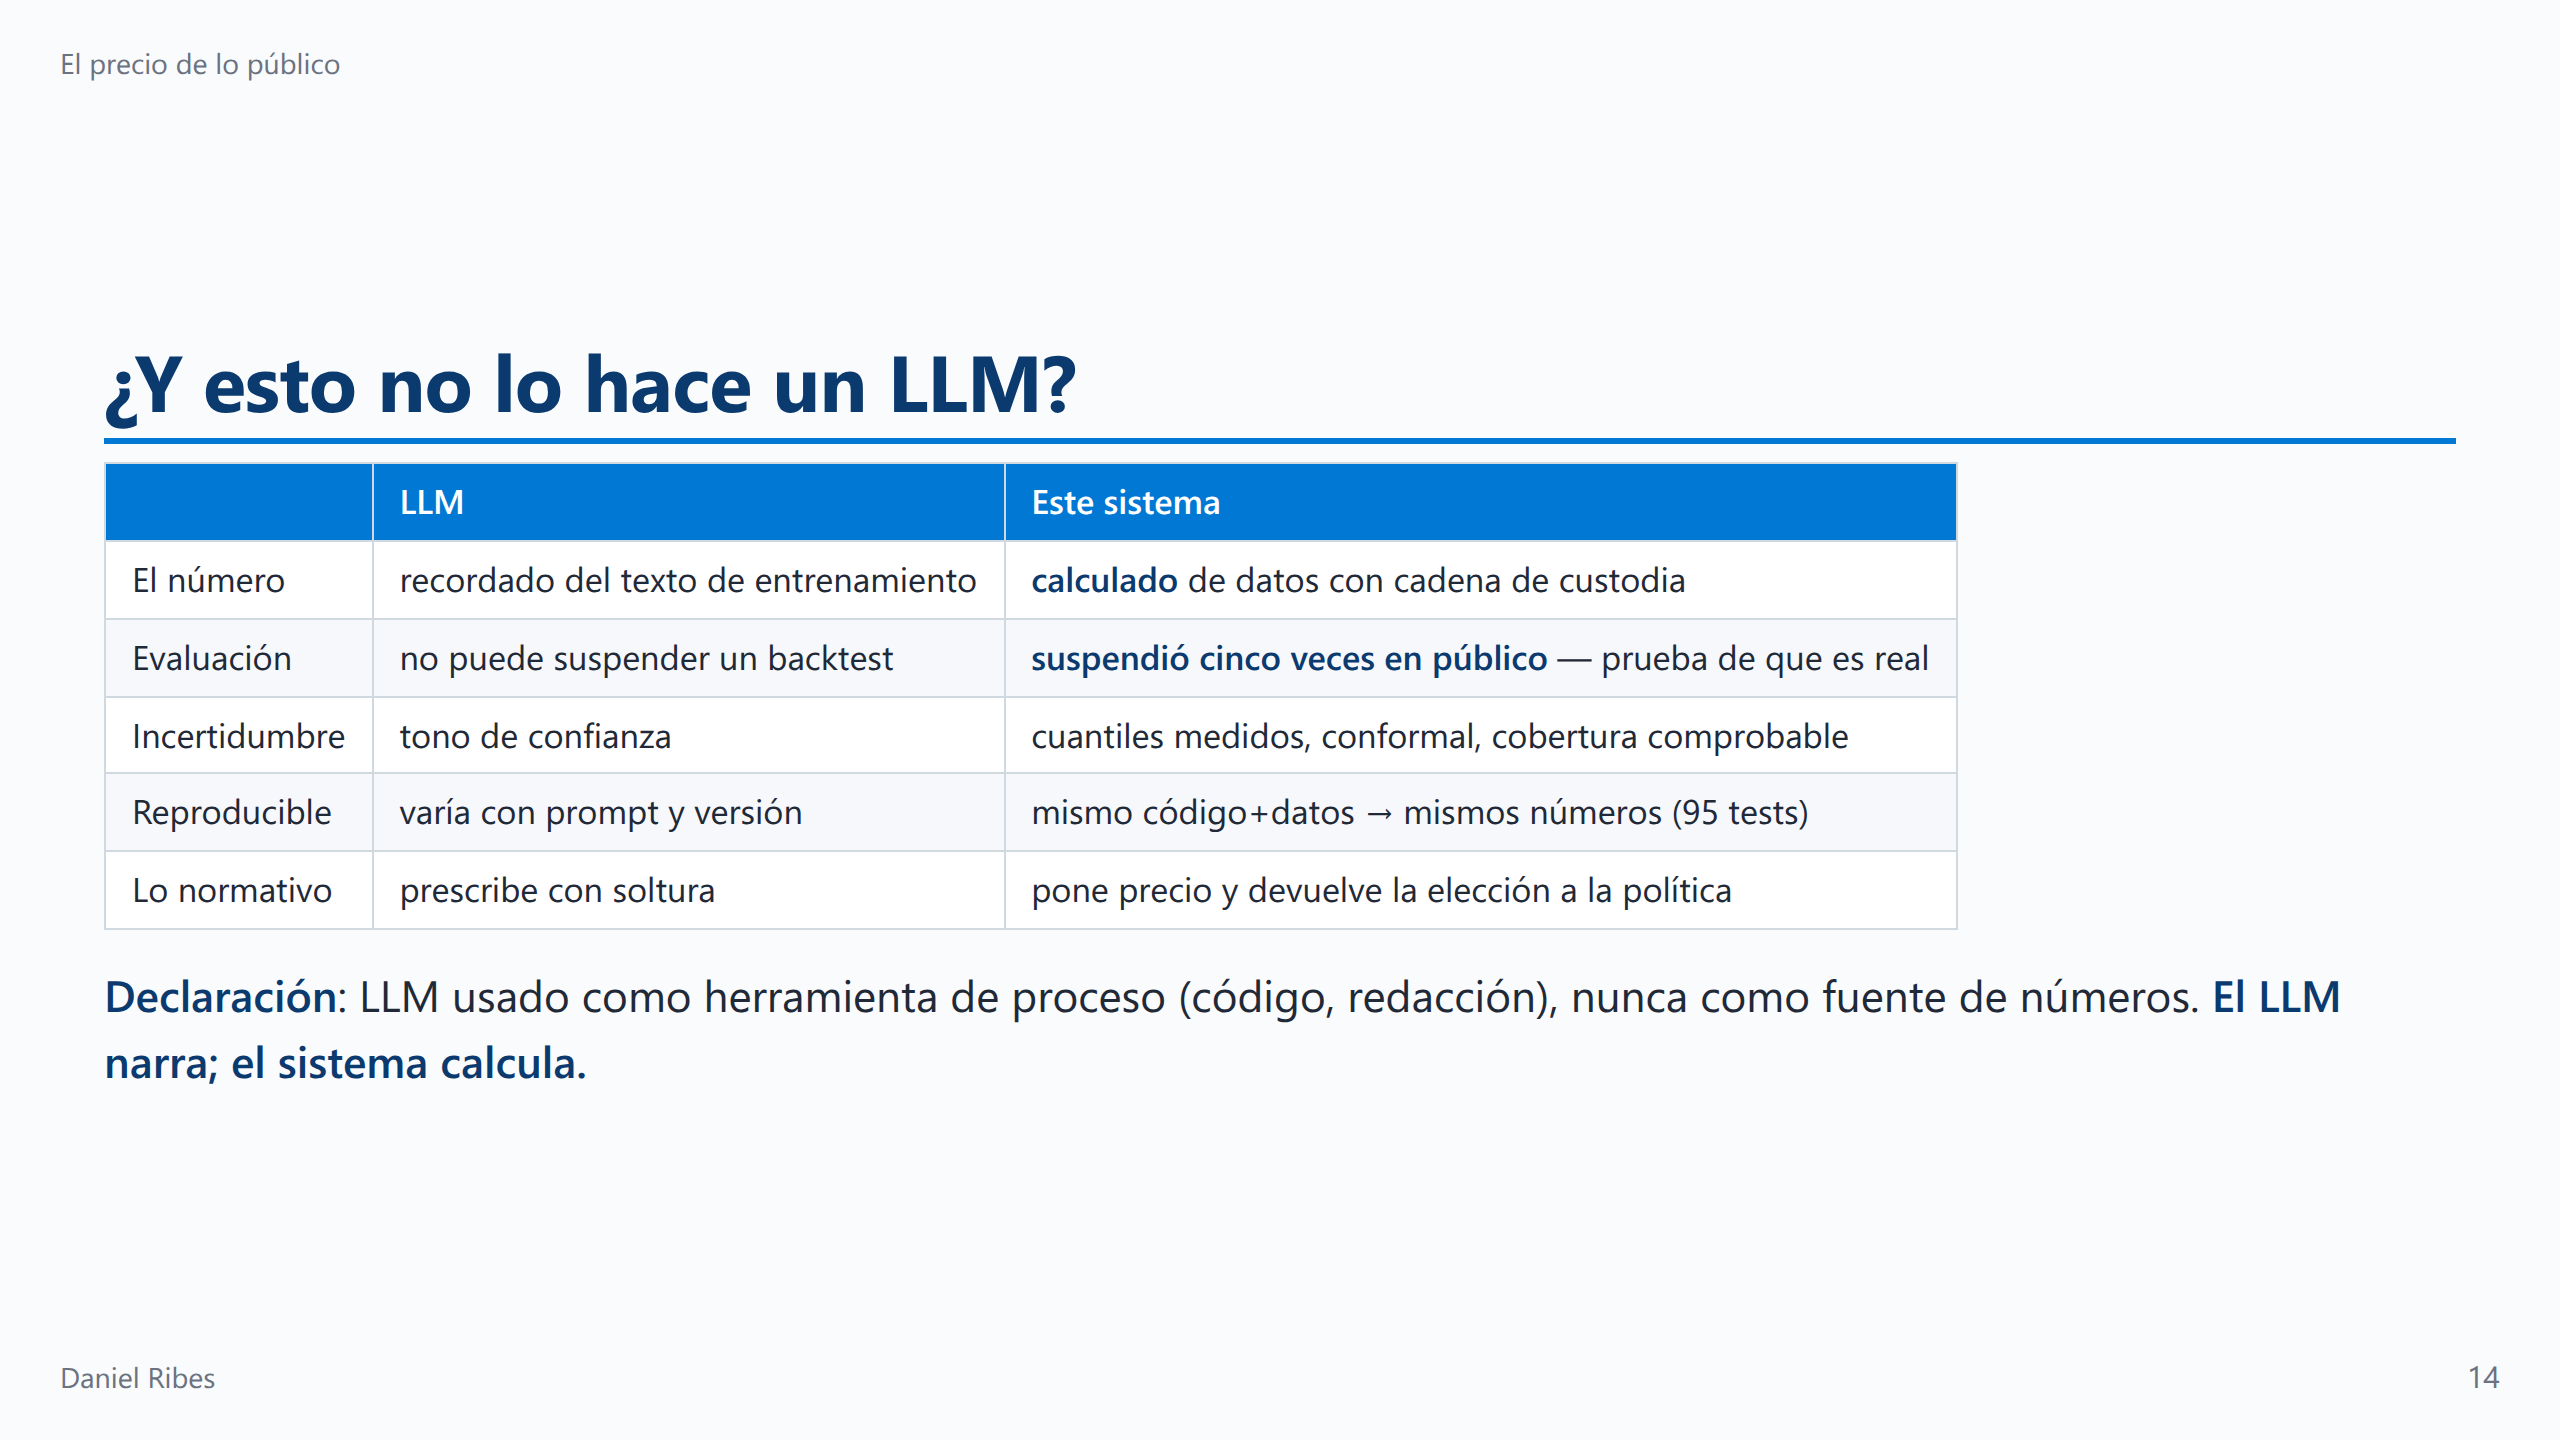 El precio de lo público
¿Y esto no lo hace un LLM?
LLM Este sistema
El número recordado del texto de entrenamiento calculado de datos con cadena de custodia
Evaluación no puede suspender un backtest suspendió cinco veces en público — prueba de que es real
Incertidumbre tono de confianza cuantiles medidos, conformal, cobertura comprobable
Reproducible varía con prompt y versión mismo código+datos → mismos números (95 tests)
Lo normativo prescribe con soltura pone precio y devuelve la elección a la política
Declaración: LLM usado como herramienta de proceso (código, redacción), nunca como fuente de números. El LLM
narra; el sistema calcula.
Daniel Ribes
14